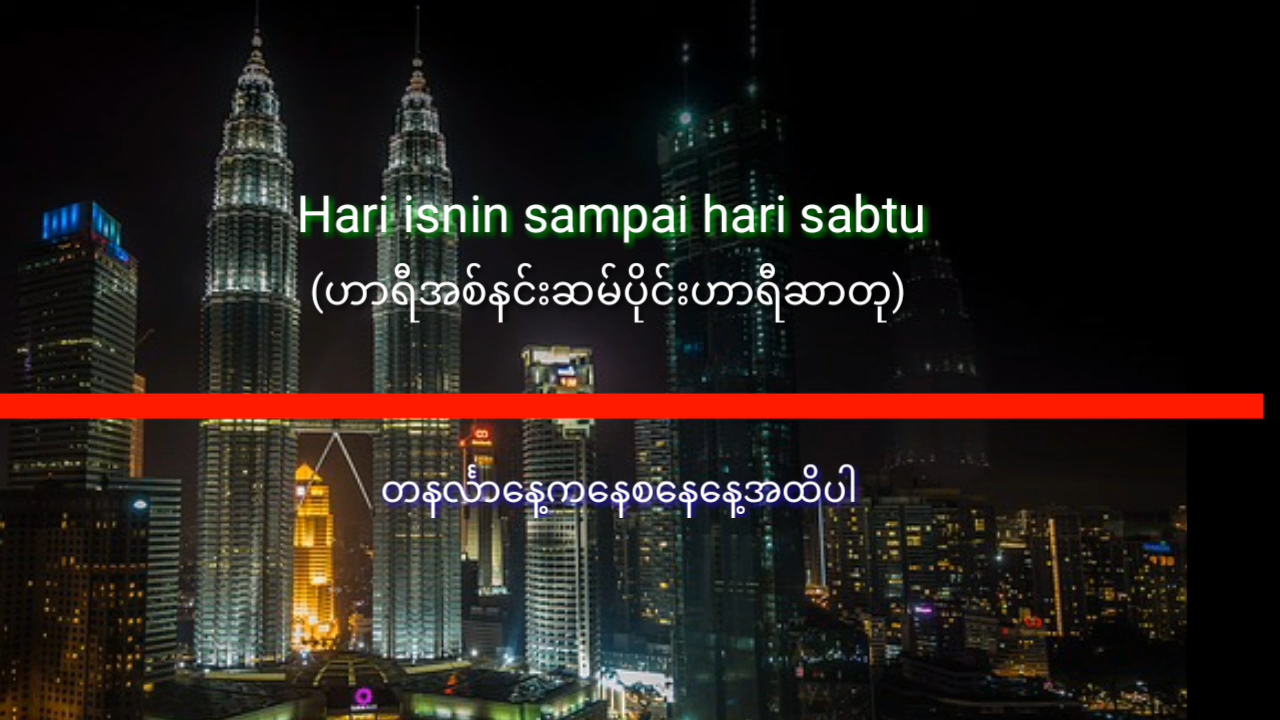 Hari isnin sampai hari sabtu
(ဟာရီအစ်နင်းဆမ်ပိုင်းဟာရီဆာတု)
တနင်္လာနေ့ကနေစနေနေ့အထိပါ